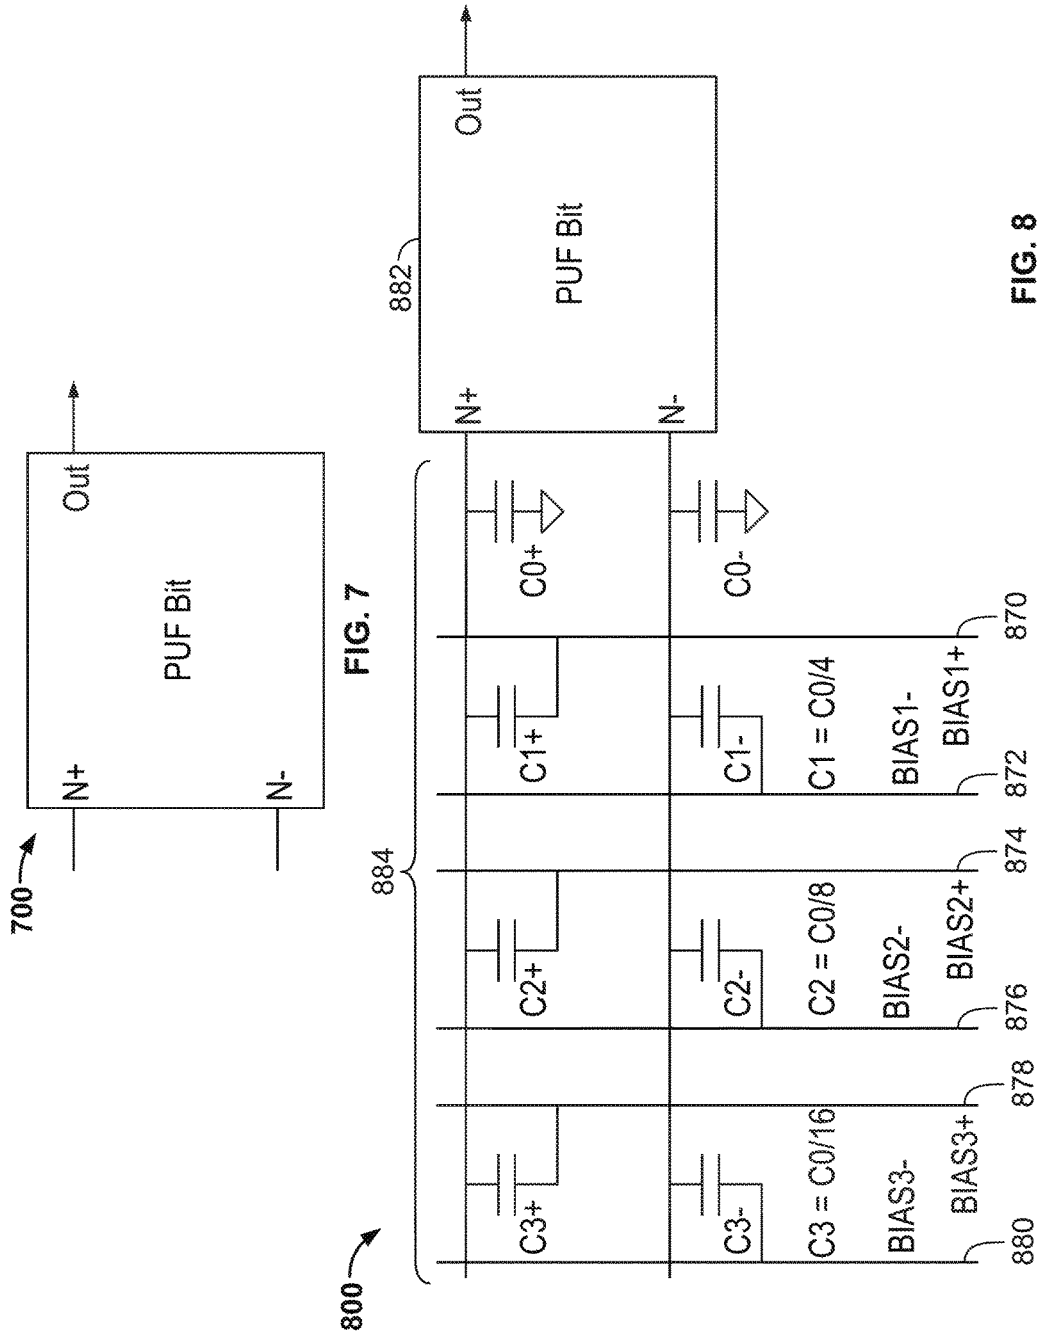 700
N+
N-
PUF Bit
Out
FIG. 7
800
884
882
N+
N-
PUF Bit
Out
C3+
C2+
C1+
C0+
C3-
C2-
C1-
C0-
C3 = C0/16
C2 = C0/8
C1 = C0/4
BIAS3-
BIAS2-
BIAS1-
BIAS3+
BIAS2+
BIAS1+
880
878
876
874
872
870
FIG. 8